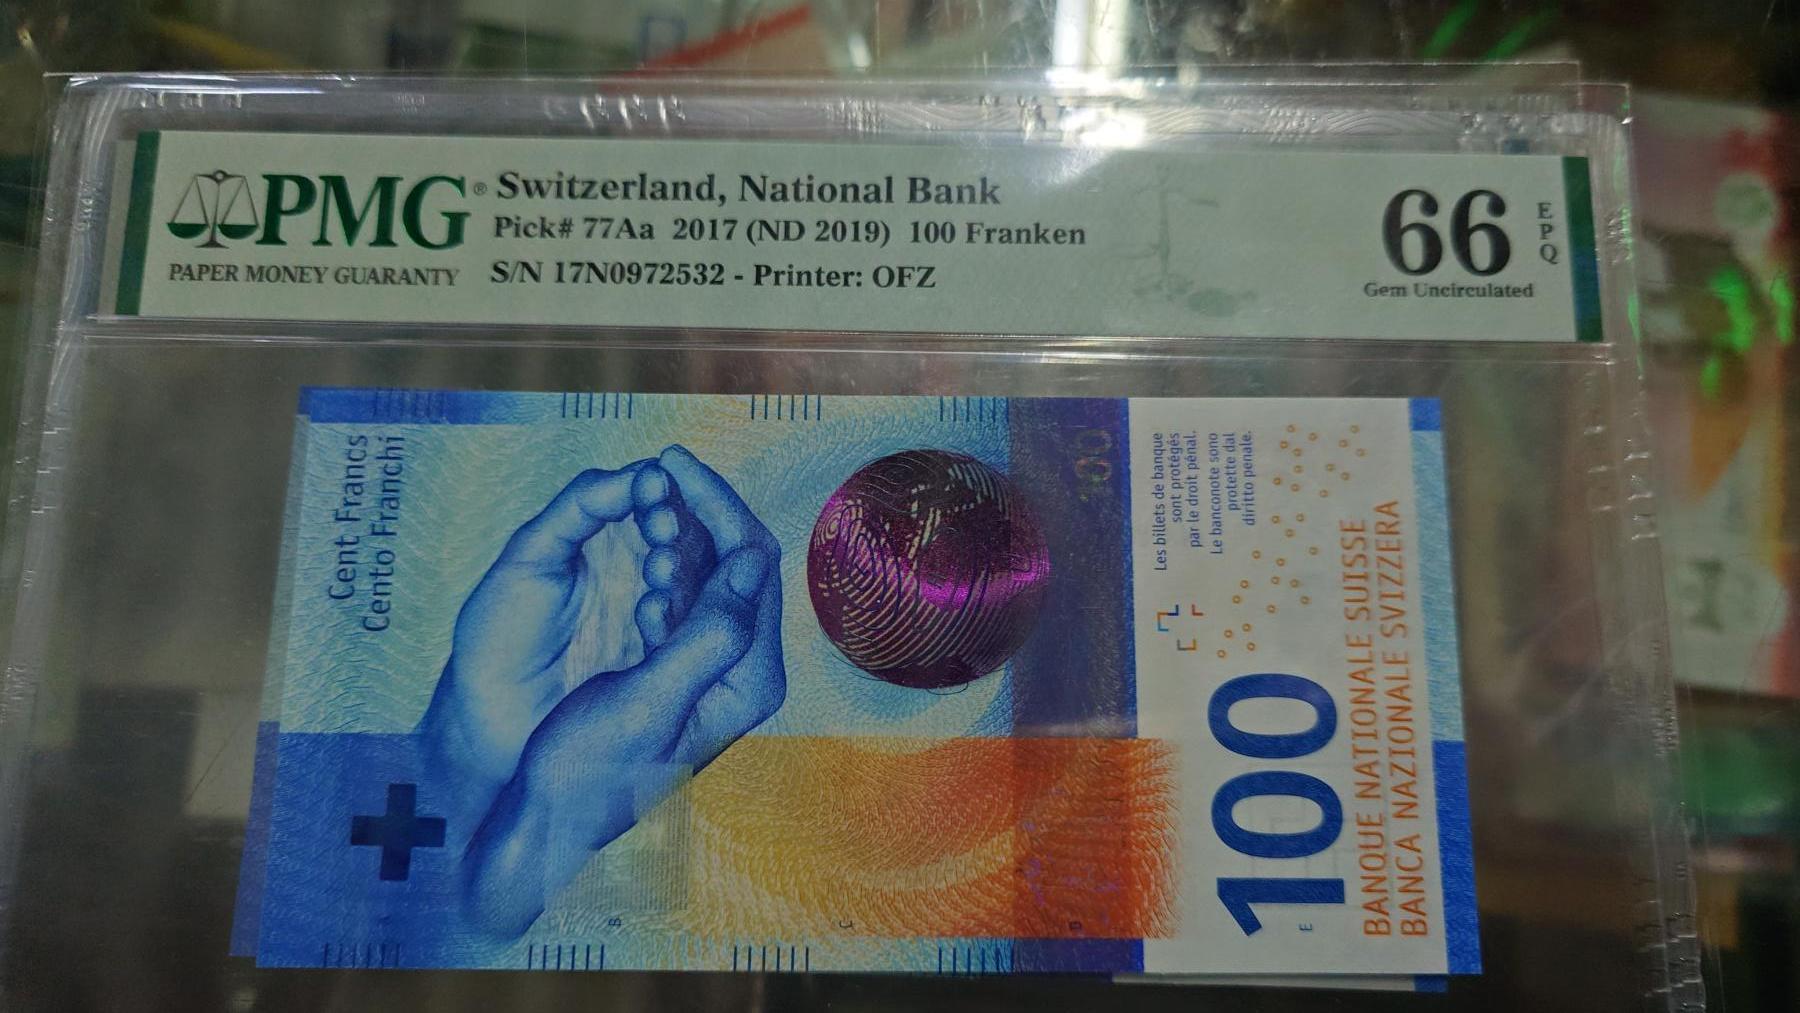 PMG®
PAPER MONEY GUARANTY
Switzerland, National Bank
Pick# 77Aa 2017 (ND 2019) 100 Franken
S/N 17N0972532 - Printer: OFZ
66
EPQ
Gem Uncirculated
Cent Francs
Cento Franchi
100
Les billets de banque
sont protégés
par le droit pénal.
Le banconote sono
protette dal
diritto penale.
100
BANQUE NATIONALE SUISSE
BANCA NAZIONALE SVIZZERA
B
C
D
E